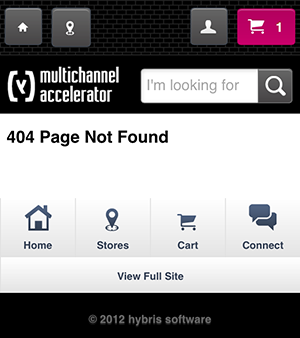 1
multichannel
accelerator
I'm looking for
404 Page Not Found
Home Stores Cart Connect
View Full Site
© 2012 hybris software